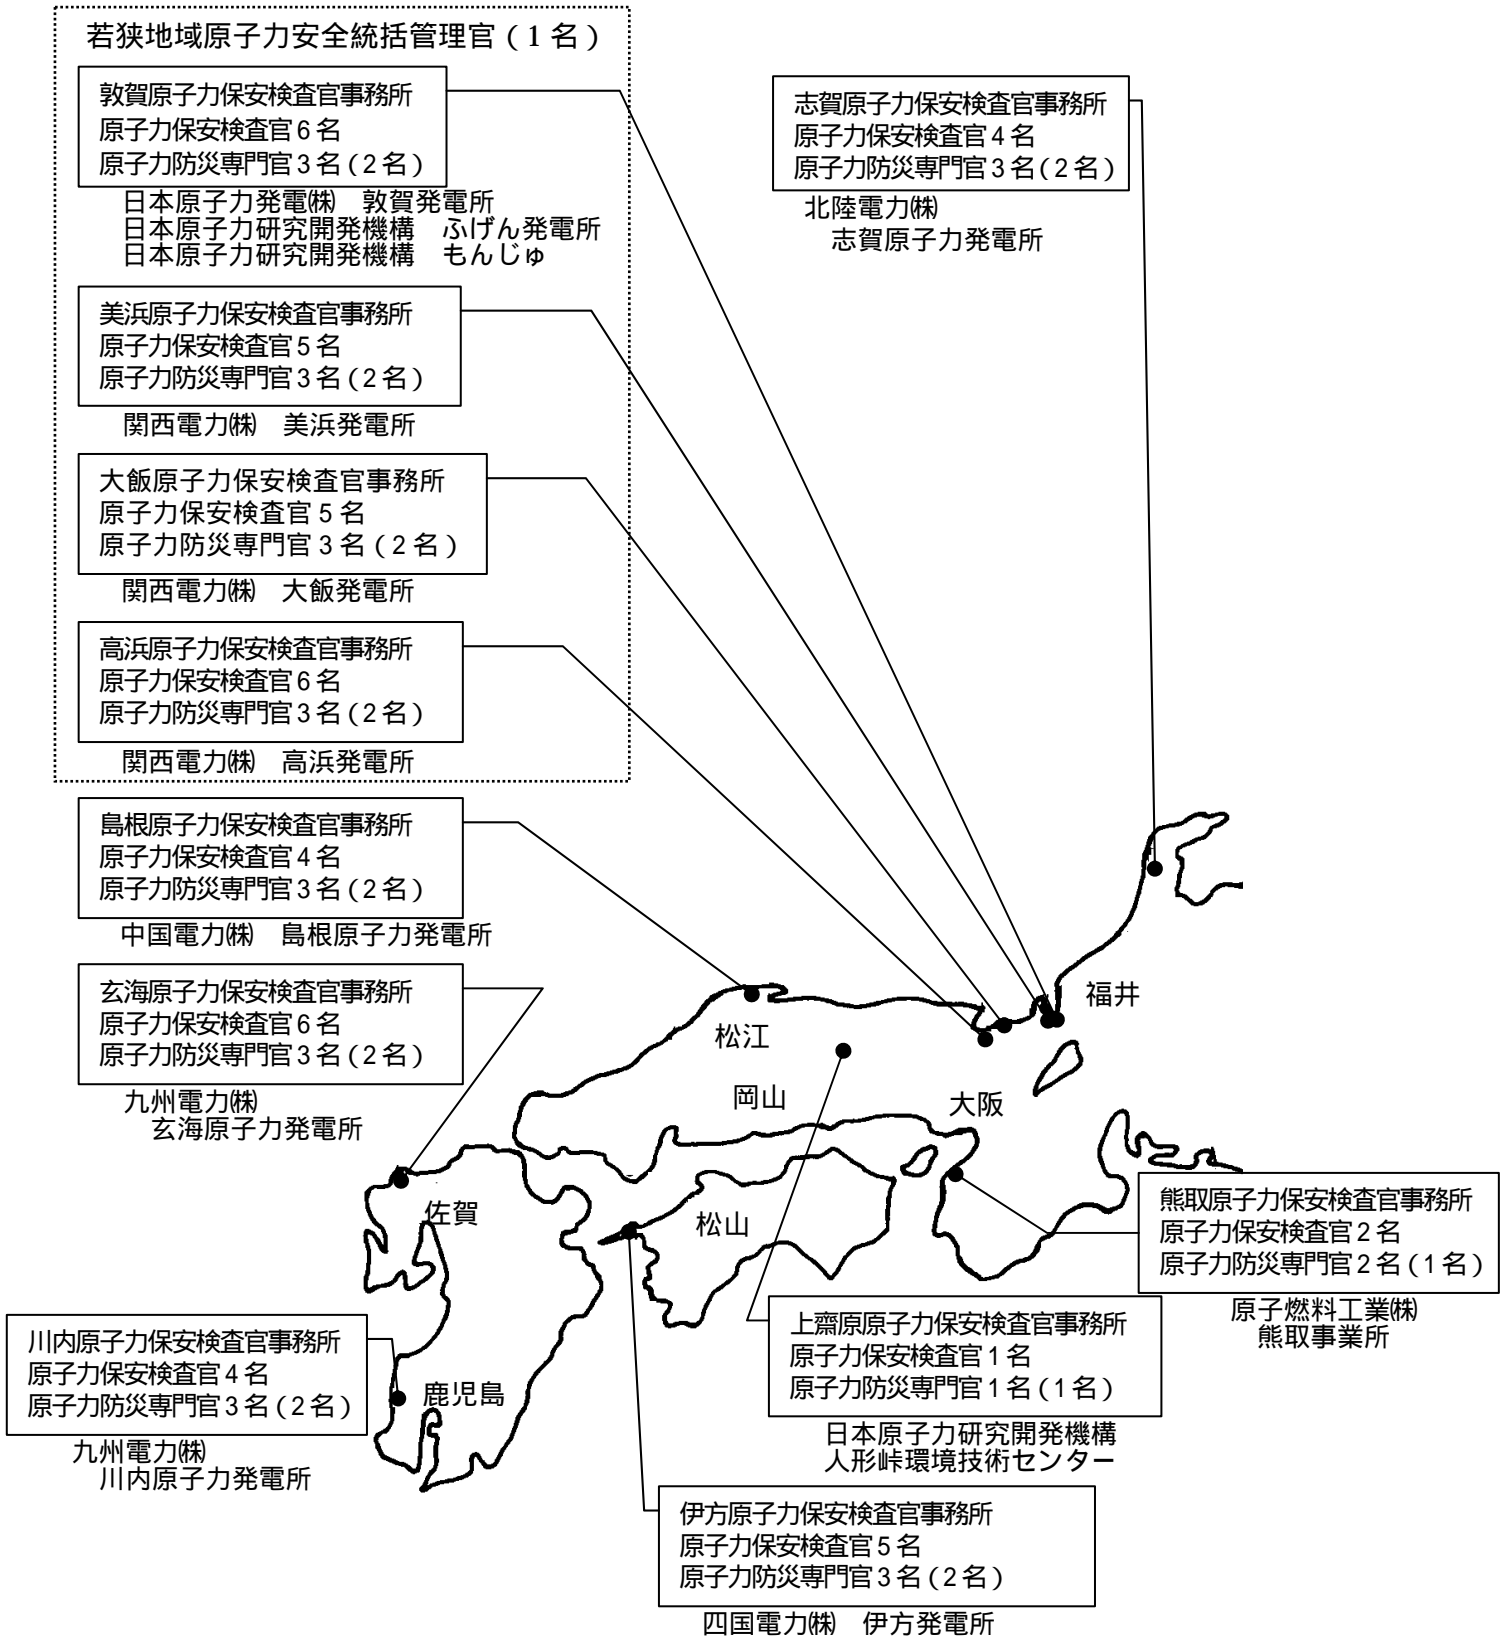 若狭地域原子力安全統括管理官（1名）
敦賀原子力保安検査官事務所
原子力保安検査官6名
原子力防災専門官3名（2名）
日本原子力発電㈱　敦賀発電所
日本原子力研究開発機構　ふげん発電所
日本原子力研究開発機構　もんじゅ
美浜原子力保安検査官事務所
原子力保安検査官5名
原子力防災専門官3名（2名）
関西電力㈱　美浜発電所
大飯原子力保安検査官事務所
原子力保安検査官5名
原子力防災専門官3名（2名）
関西電力㈱　大飯発電所
高浜原子力保安検査官事務所
原子力保安検査官6名
原子力防災専門官3名（2名）
関西電力㈱　高浜発電所
志賀原子力保安検査官事務所
原子力保安検査官4名
原子力防災専門官3名（2名）
北陸電力㈱
志賀原子力発電所
島根原子力保安検査官事務所
原子力保安検査官4名
原子力防災専門官3名（2名）
中国電力㈱　島根原子力発電所
玄海原子力保安検査官事務所
原子力保安検査官6名
原子力防災専門官3名（2名）
九州電力㈱
玄海原子力発電所
福井
松江
岡山
大阪
佐賀
松山
鹿児島
熊取原子力保安検査官事務所
原子力保安検査官2名
原子力防災専門官2名（1名）
原子燃料工業㈱
熊取事業所
川内原子力保安検査官事務所
原子力保安検査官4名
原子力防災専門官3名（2名）
九州電力㈱
川内原子力発電所
上齋原原子力保安検査官事務所
原子力保安検査官1名
原子力防災専門官1名（1名）
日本原子力研究開発機構
人形峠環境技術センター
伊方原子力保安検査官事務所
原子力保安検査官5名
原子力防災専門官3名（2名）
四国電力㈱　伊方発電所